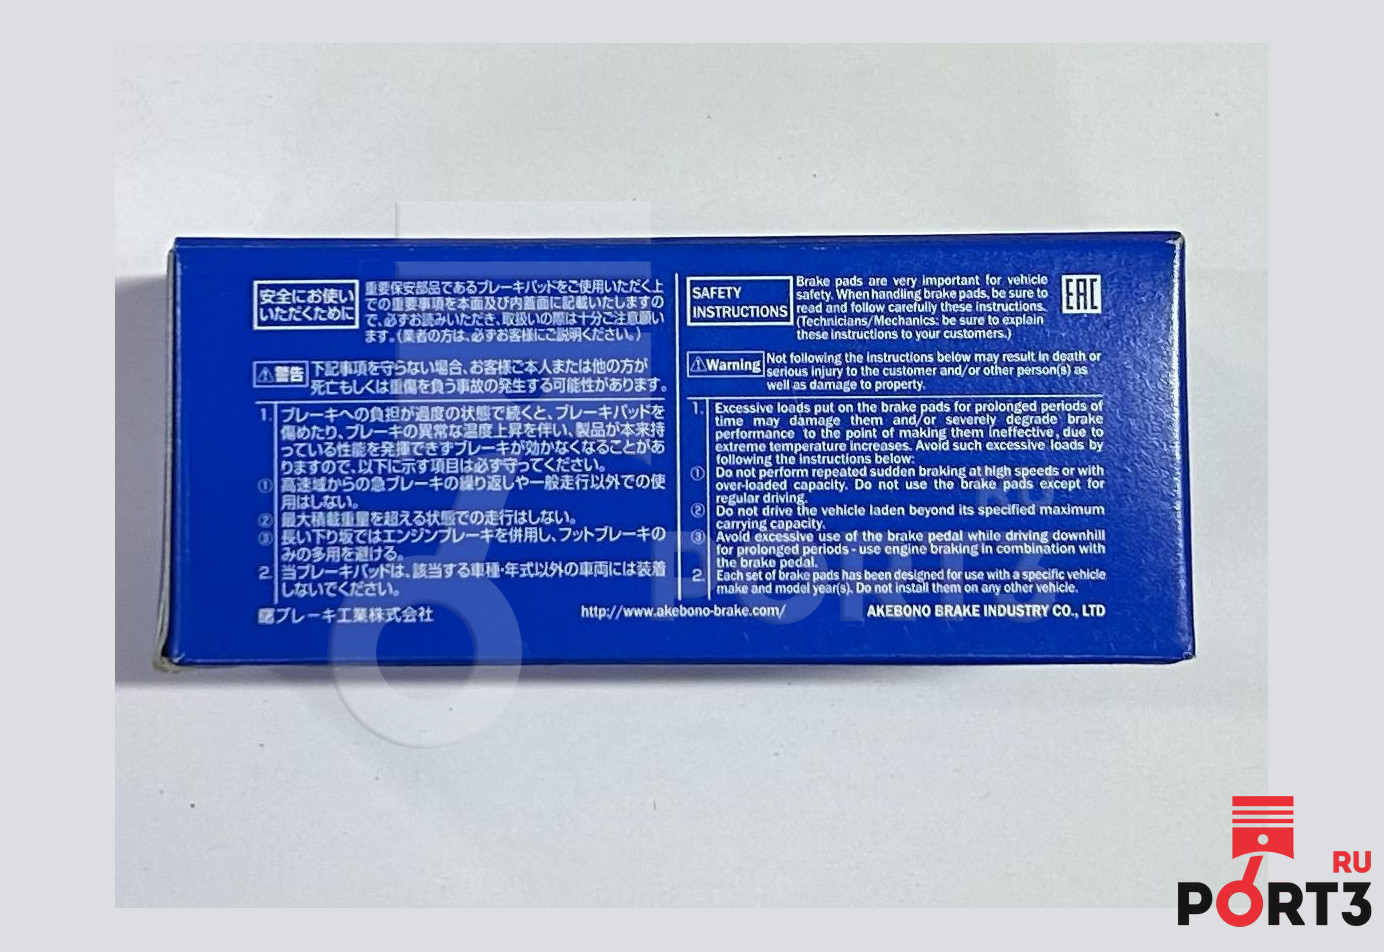 安全にお使い
いただくために
重要保安部品であるブレーキパッドをご使用いただく上
での重要事項を本面及び内蓋面に記載いたしますの
で、必ずお読みいただき、取扱いの際は十分ご注意願い
ます。(業者の方は、必ずお客様にご説明ください。)
⚠警告
下記事項を守らない場合、お客様ご本人または他の方が
死亡もしくは重傷を負う事故の発生する可能性があります。
1. ブレーキへの負担が過度の状態で続くと、ブレーキパッドを
傷めたり、ブレーキの異常な温度上昇を伴い、製品が本来持
っている性能を発揮できずブレーキが効かなくなることがあ
りますので、以下に示す項目は必ず守ってください。
① 高速域からの急ブレーキの繰り返しや一般走行以外での使
用はしない。
② 最大積載重量を超える状態での走行はしない。
③ 長い下り坂ではエンジンブレーキを併用し、フットブレーキの
みの多用を避ける。
2. 当ブレーキパッドは、該当する車種・年式以外の車両には装着
しないでください。
ブレーキ工業株式会社
http://www.akebono-brake.com/
SAFETY
INSTRUCTIONS
Brake pads are very important for vehicle
safety. When handling brake pads, be sure to
read and follow carefully these instructions.
(Technicians/Mechanics: be sure to explain
these instructions to your customers.)
EAC
⚠Warning
Not following the instructions below may result in death or
serious injury to the customer and/or other person(s) as
well as damage to property.
1. Excessive loads put on the brake pads for prolonged periods of
time may damage them and/or severely degrade brake
performance to the point of making them ineffective, due to
extreme temperature increases. Avoid such excessive loads by
following the instructions below:
① Do not perform repeated sudden braking at high speeds or with
over-loaded capacity. Do not use the brake pads except for
regular driving.
② Do not drive the vehicle laden beyond its specified maximum
carrying capacity.
③ Avoid excessive use of the brake pedal while driving downhill
for prolonged periods - use engine braking in combination with
the brake pedal.
2. Each set of brake pads has been designed for use with a specific vehicle
make and model year(s). Do not install them on any other vehicle.
AKEBONO BRAKE INDUSTRY CO., LTD
RU
PORT3